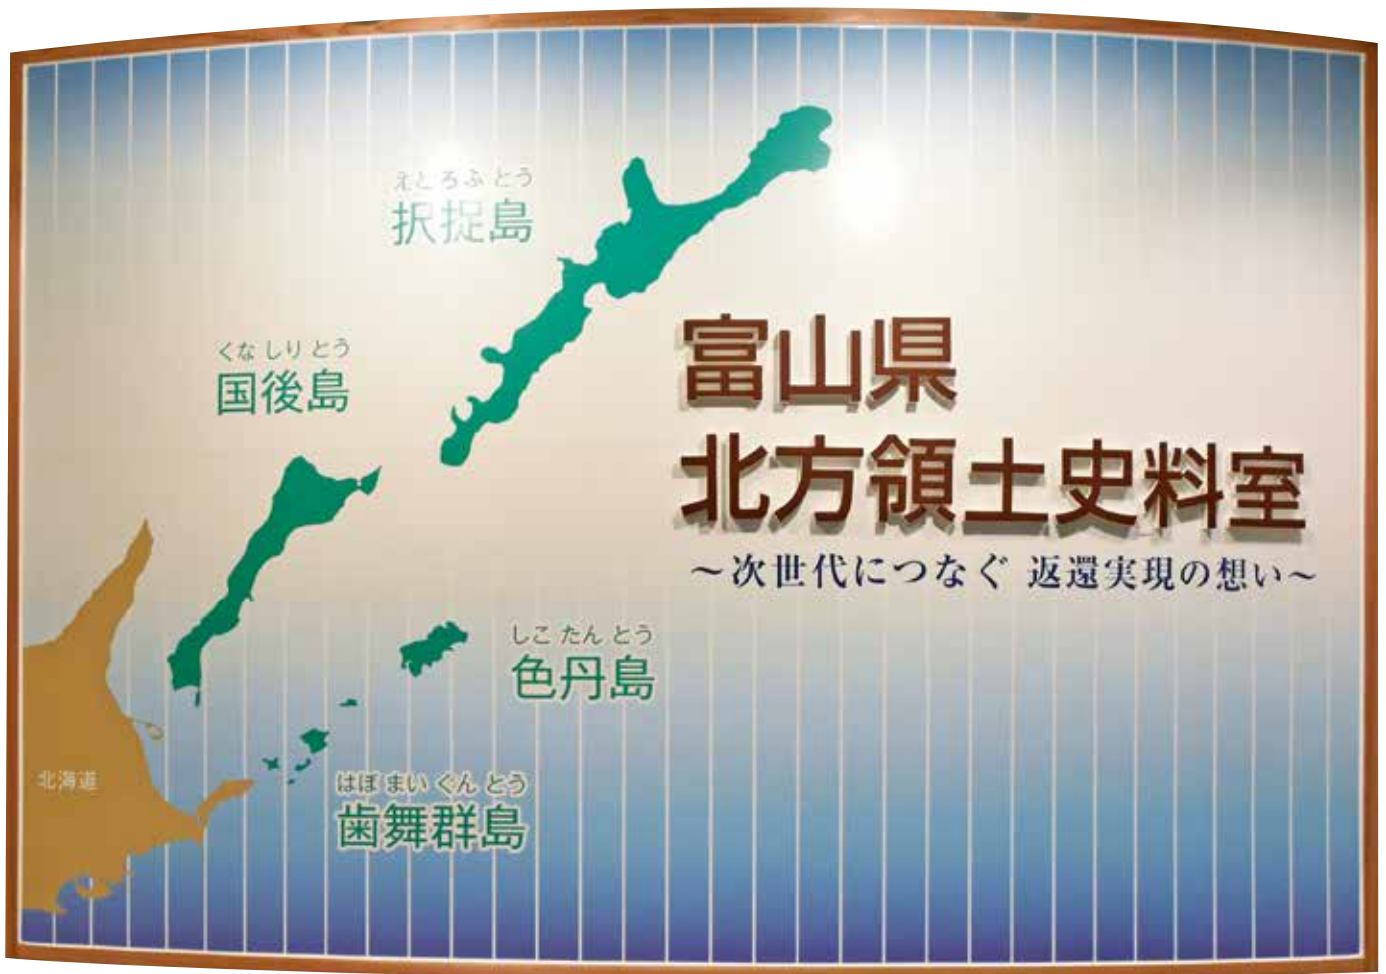 えとろふとう
択捉島
くなしりとう
国後島
富山県
北方領土史料室
～次世代につなぐ 返還実現の想い～
しこたんとう
色丹島
北海道
はぼまいぐんとう
歯舞群島